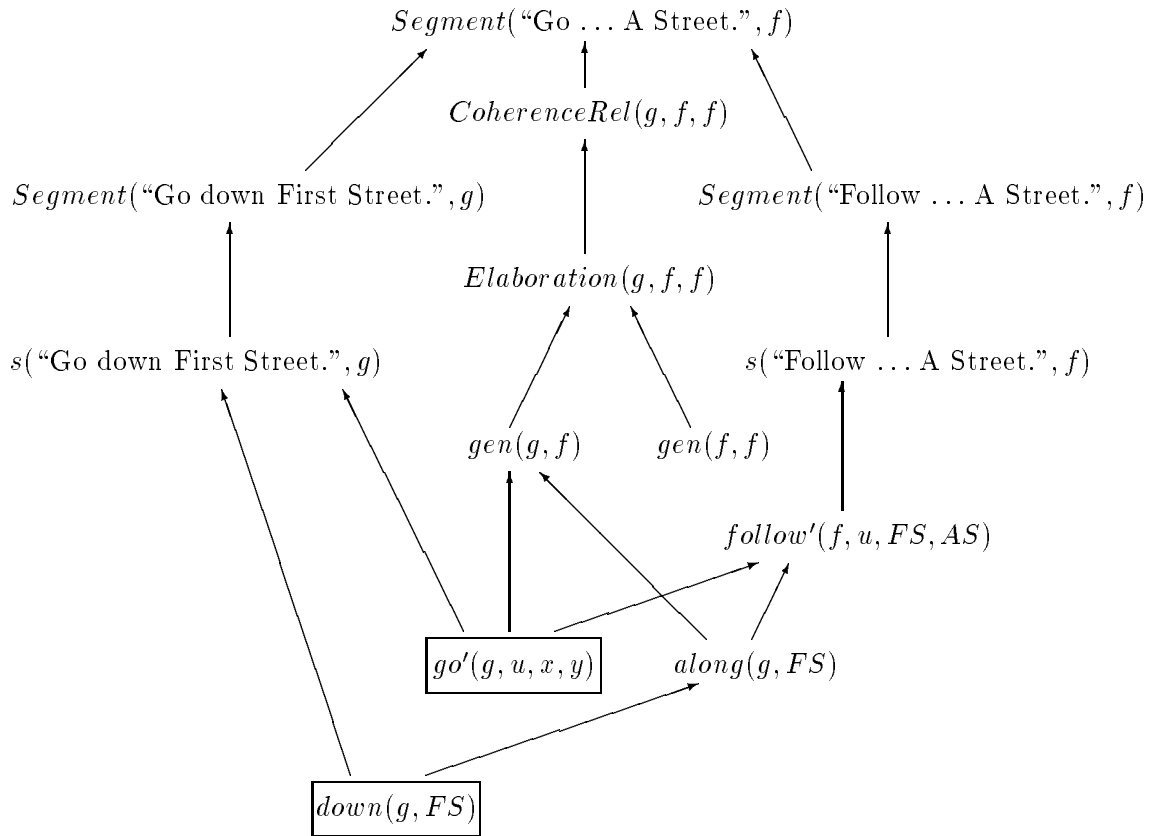 Segment(“Go ... A Street.”, f)
CoherenceRel(g, f, f)
Segment(“Go down First Street.”, g)
Segment(“Follow ... A Street.”, f)
Elaboration(g, f, f)
s(“Go down First Street.”, g)
s(“Follow ... A Street.”, f)
gen(g, f)
gen(f, f)
follow′(f, u, FS, AS)
go′(g, u, x, y)
along(g, FS)
down(g, FS)